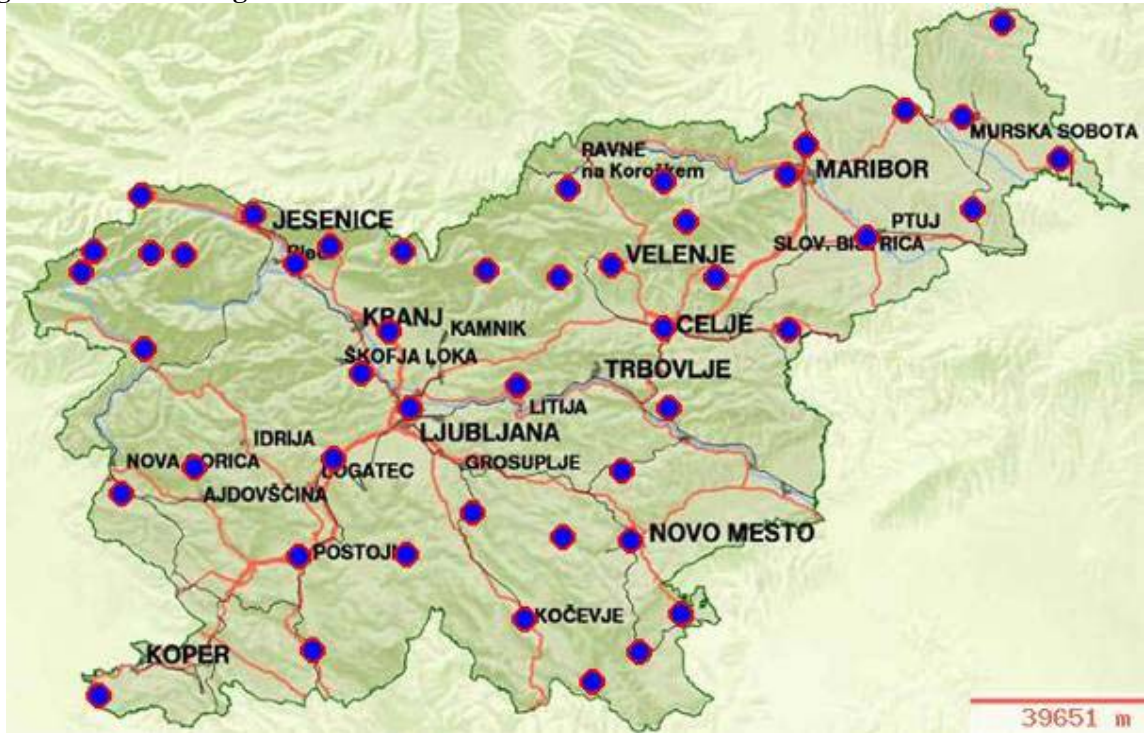 MURSKA SOBOTA
RAVNE
na Koroškem
MARIBOR
JESENICE
PTUJ
SLOV. BISTRICA
VELENJE
KRANJ
KAMNIK
CELJE
ŠKOFJA LOKA
TRBOVLJE
LITIJA
LJUBLJANA
IDRIJA
NOVA GORICA
LOGATEC
GROSUPLJE
AJDOVŠČINA
NOVO MESTO
POSTOJN
KOČEVJE
KOPER
39651 m